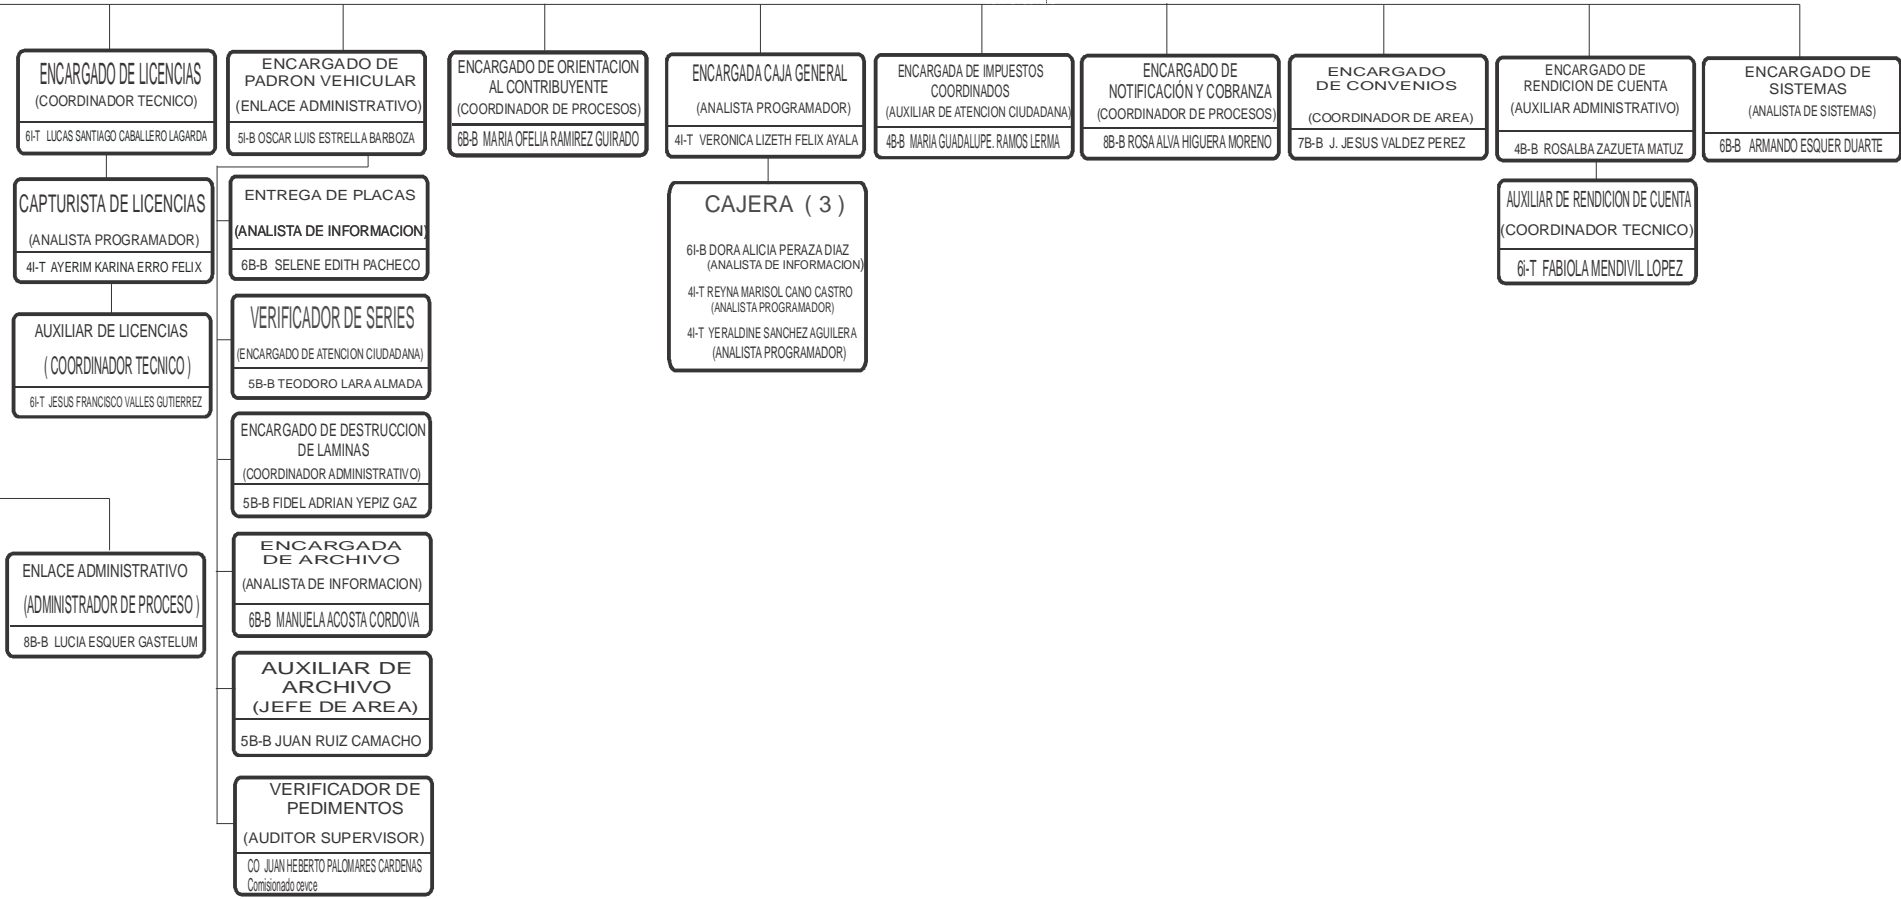 ENCARGADO DE LICENCIAS
(COORDINADOR TECNICO)
6I-T LUCAS SANTIAGO CABALLERO LAGARDA
CAPTURISTA DE LICENCIAS
(ANALISTA PROGRAMADOR)
4I-T AYERIM KARINA ERRO FELIX
AUXILIAR DE LICENCIAS
( COORDINADOR TECNICO )
6I-T JESUS FRANCISCO VALLES GUTIERREZ
ENLACE ADMINISTRATIVO
(ADMINISTRADOR DE PROCESO )
8B-B LUCIA ESQUER GASTELUM
ENCARGADO DE
PADRON VEHICULAR
(ENLACE ADMINISTRATIVO)
5I-B OSCAR LUIS ESTRELLA BARBOZA
ENTREGA DE PLACAS
(ANALISTA DE INFORMACION)
6B-B SELENE EDITH PACHECO
VERIFICADOR DE SERIES
(ENCARGADO DE ATENCION CIUDADANA)
5B-B TEODORO LARA ALMADA
ENCARGADO DE DESTRUCCION
DE LAMINAS
(COORDINADOR ADMINISTRATIVO)
5B-B FIDEL ADRIAN YEPIZ GAZ
ENCARGADA
DE ARCHIVO
(ANALISTA DE INFORMACION)
6B-B MANUELA ACOSTA CORDOVA
AUXILIAR DE
ARCHIVO
(JEFE DE AREA)
5B-B JUAN RUIZ CAMACHO
VERIFICADOR DE
PEDIMENTOS
(AUDITOR SUPERVISOR)
CO JUAN HEBERTO PALOMARES CARDENAS
Comisionado cevce
ENCARGADO DE ORIENTACION
AL CONTRIBUYENTE
(COORDINADOR DE PROCESOS)
6B-B MARIA OFELIA RAMIREZ GUIRADO
ENCARGADA CAJA GENERAL
(ANALISTA PROGRAMADOR)
4I-T VERONICA LIZETH FELIX AYALA
CAJERA ( 3 )
6I-B DORA ALICIA PERAZA DIAZ
(ANALISTA DE INFORMACION)
4I-T REYNA MARISOL CANO CASTRO
(ANALISTA PROGRAMADOR)
4I-T YERALDINE SANCHEZ AGUILERA
(ANALISTA PROGRAMADOR)
ENCARGADA DE IMPUESTOS
COORDINADOS
(AUXILIAR DE ATENCION CIUDADANA)
4B-B MARIA GUADALUPE. RAMOS LERMA
ENCARGADO DE
NOTIFICACIÓN Y COBRANZA
(COORDINADOR DE PROCESOS)
8B-B ROSA ALVA HIGUERA MORENO
ENCARGADO
DE CONVENIOS
(COORDINADOR DE AREA)
7B-B J. JESUS VALDEZ PEREZ
ENCARGADO DE
RENDICION DE CUENTA
(AUXILIAR ADMINISTRATIVO)
4B-B ROSALBA ZAZUETA MATUZ
AUXILIAR DE RENDICION DE CUENTA
(COORDINADOR TECNICO)
6i-T FABIOLA MENDIVIL LOPEZ
ENCARGADO DE
SISTEMAS
(ANALISTA DE SISTEMAS)
6B-B ARMANDO ESQUER DUARTE